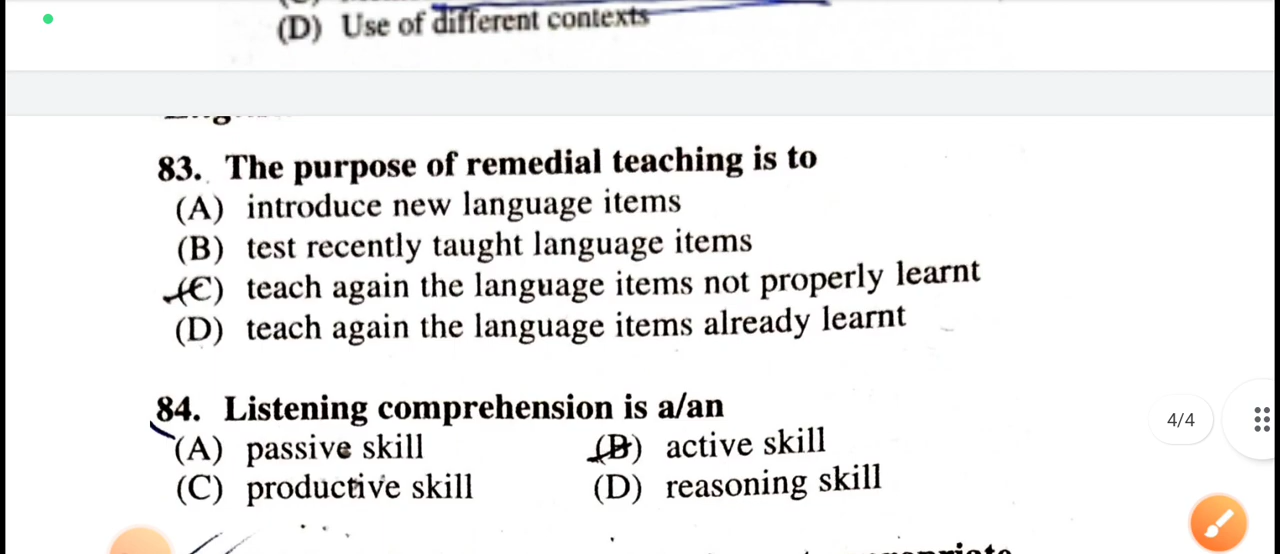 (D) Use of different contexts
83. The purpose of remedial teaching is to
(A) introduce new language items
(B) test recently taught language items
(C) teach again the language items not properly learnt
(D) teach again the language items already learnt
84. Listening comprehension is a/an
(A) passive skill (B) active skill
4/4
(C) productive skill (D) reasoning skill